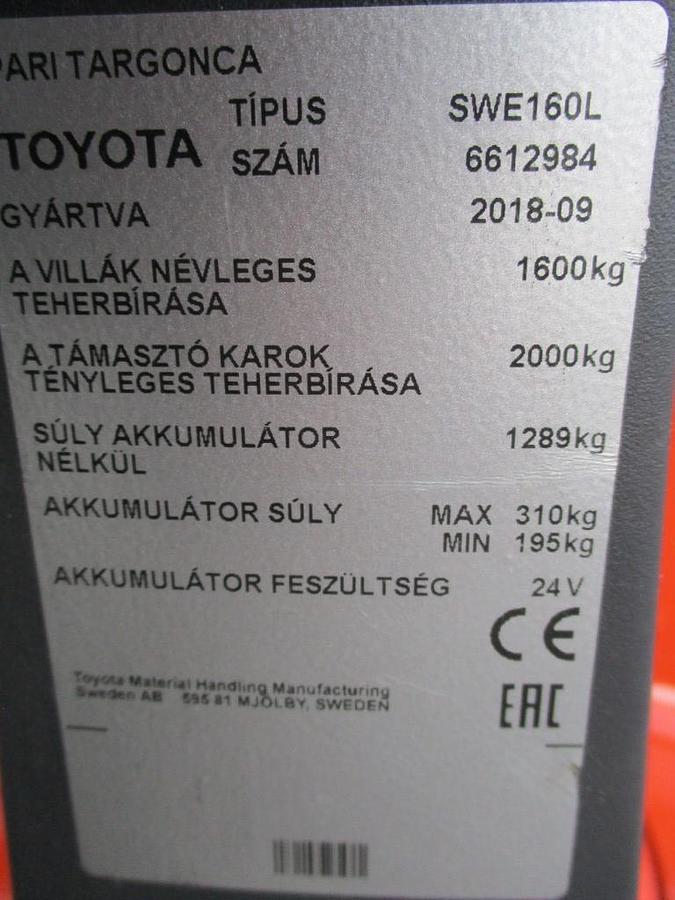 PARI TARGONCA
TÍPUS SWE160L
TOYOTA SZÁM 6612984
GYÁRTVA 2018-09
A VILLÁK NÉVLEGES 1600kg
TEHERBÍRÁSA
A TÁMASZTÓ KAROK 2000kg
TÉNYLEGES TEHERBÍRÁSA
SÚLY AKKUMULÁTOR 1289kg
NÉLKÜL
AKKUMULÁTOR SÚLY MAX 310kg
MIN 195kg
AKKUMULÁTOR FESZÜLTSÉG 24 V
CE
Toyota Material Handling Manufacturing
Sweden AB 595 81 MJÖLBY, SWEDEN
EAC